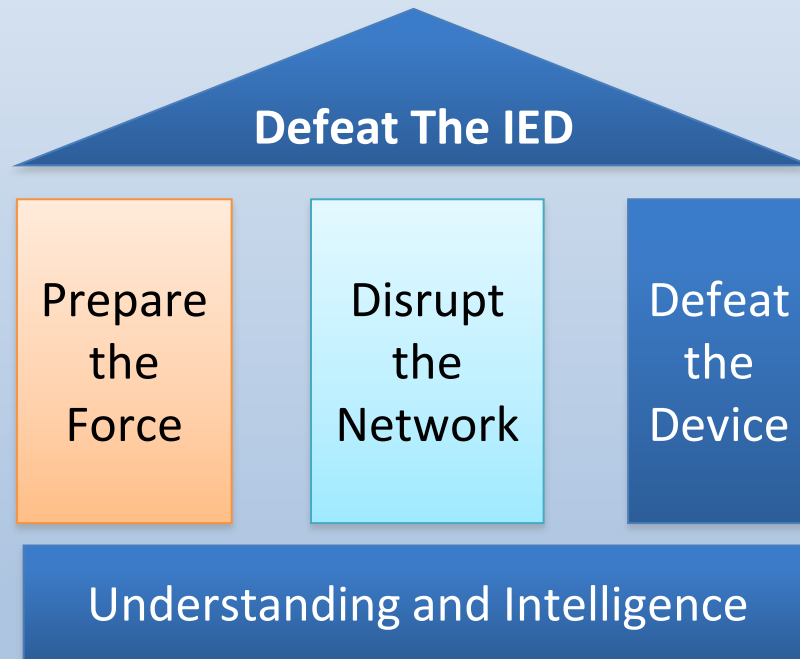 Defeat The IED
Prepare
the
Force
Disrupt
the
Network
Defeat
the
Device
Understanding and Intelligence